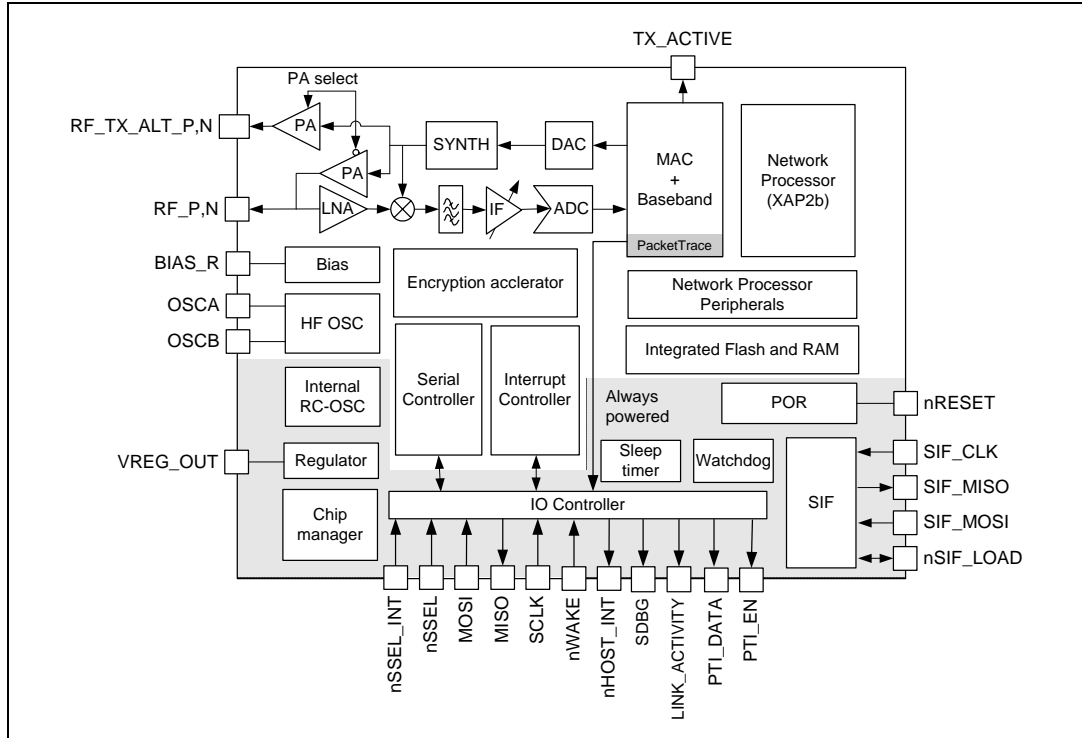 TX_ACTIVE
PA select
RF_TX_ALT_P,N
PA
SYNTH
DAC
MAC
+
Baseband
Network
Processor
(XAP2b)
PA
RF_P,N
LNA
IF
ADC
PacketTrace
BIAS_R
Bias
Encryption acclerator
Network Processor
Peripherals
OSCA
HF OSC
OSCB
Integrated Flash and RAM
Serial
Controller
Interrupt
Controller
Internal
RC-OSC
Always
powered
POR
nRESET
VREG_OUT
Regulator
Sleep
timer
Watchdog
SIF
SIF_CLK
SIF_MISO
SIF_MOSI
nSIF_LOAD
IO Controller
Chip
manager
nSSEL_INT
nSSEL
MOSI
MISO
SCLK
nWAKE
nHOST_INT
SDBG
LINK_ACTIVITY
PTI_DATA
PTI_EN